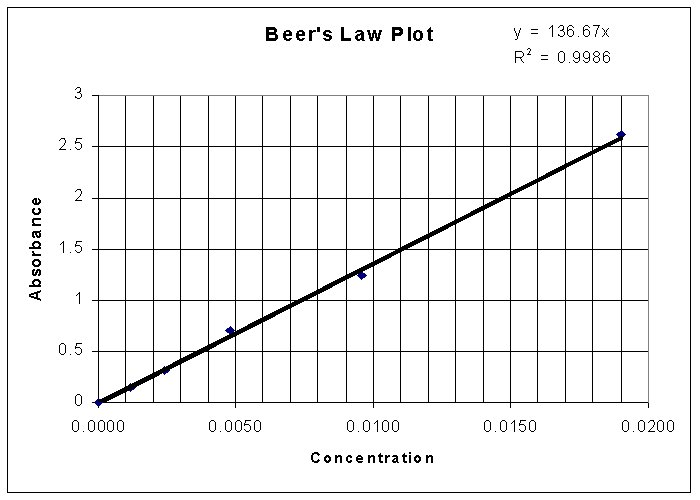 Beer's Law Plot
y = 136.67x
R² = 0.9986
3
2.5
2
1.5
1
0.5
0
Absorbance
0.0000 0.0050 0.0100 0.0150 0.0200
Concentration